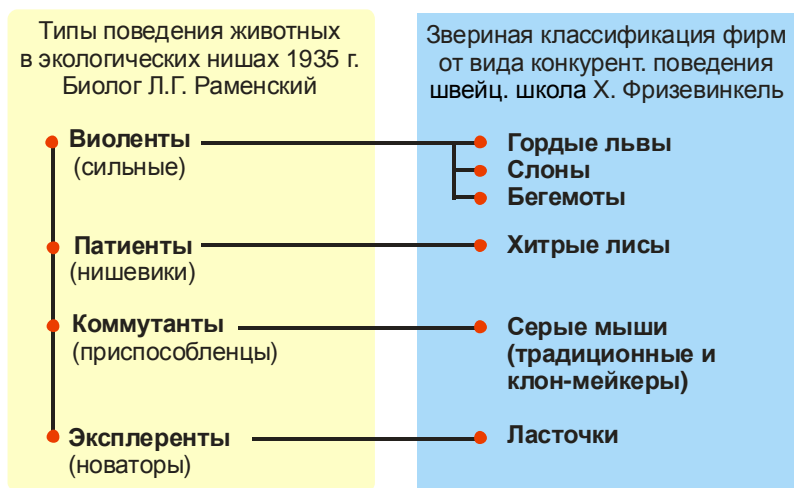 Типы поведения животных
в экологических нишах 1935 г.
Биолог Л.Г. Раменский
Виоленты
(сильные)
Патиенты
(нишевики)
Коммутанты
(приспособленцы)
Эксплеренты
(новаторы)
Звериная классификация фирм
от вида конкурент. поведения
швейц. школа Х. Фризевинкель
Гордые львы
Слоны
Бегемоты
Хитрые лисы
Серые мыши
(традиционные и
клон-мейкеры)
Ласточки